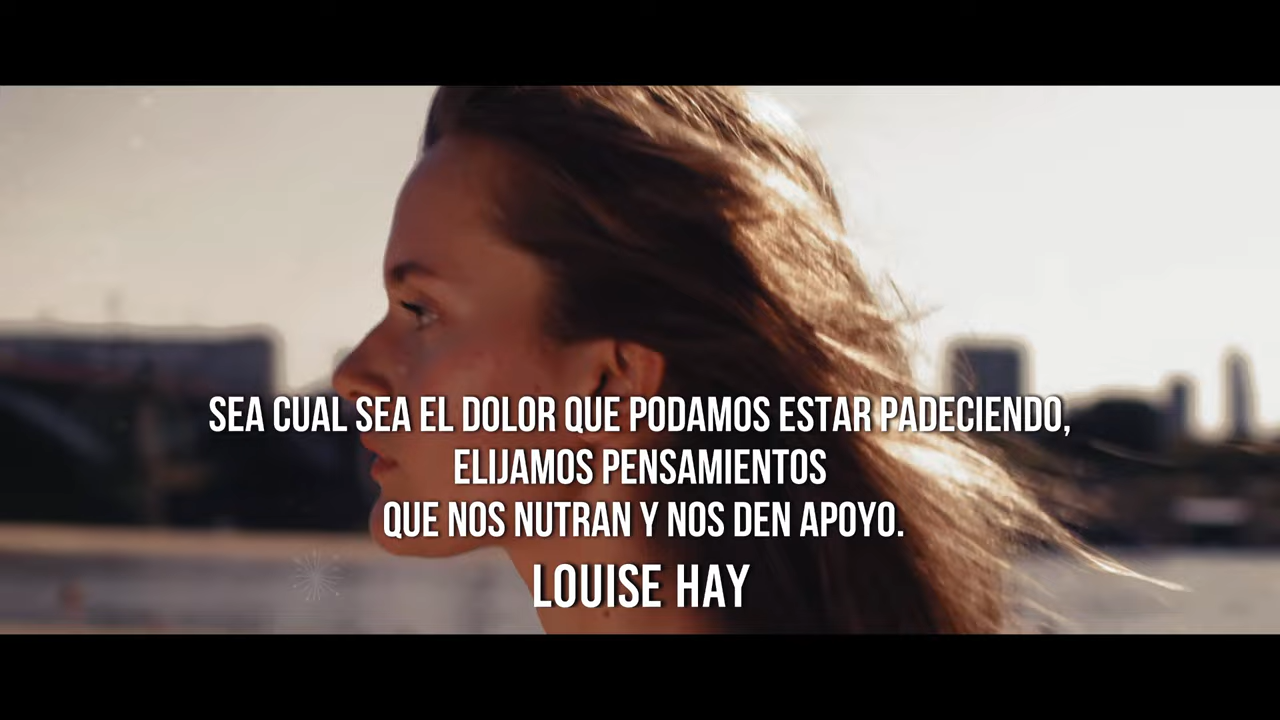 SEA CUAL SEA EL DOLOR QUE PODAMOS ESTAR PADECIENDO,
ELIJAMOS PENSAMIENTOS
QUE NOS NUTRAN Y NOS DEN APOYO.
LOUISE HAY